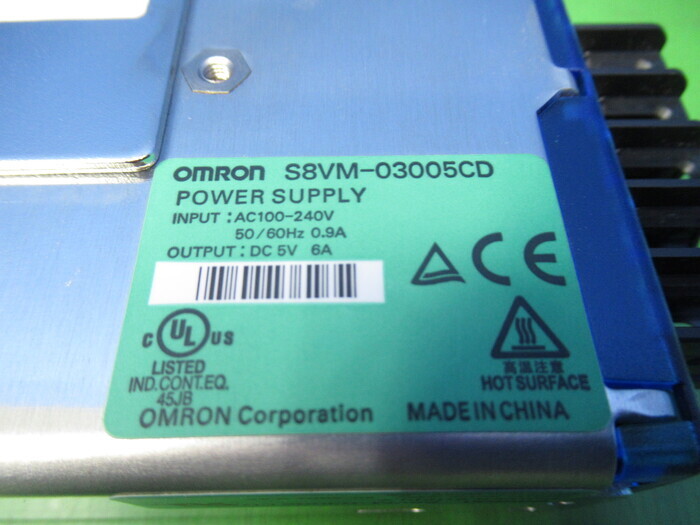 OMRON S8VM-03005CD
POWER SUPPLY
INPUT : AC100-240V
50/60Hz 0.9A
OUTPUT : DC 5V 6A
CE
C UL US
LISTED
IND.CONT.EQ.
45JB
高温注意
HOT SURFACE
OMRON Corporation
MADE IN CHINA